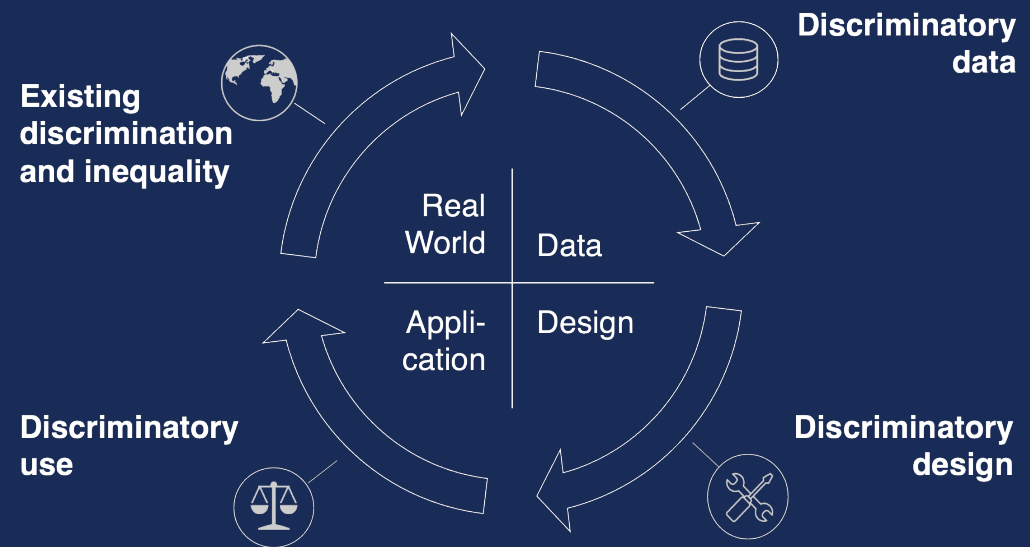 Discriminatory
data
Existing
discrimination
and inequality
Real
World
Data
Appli-
cation
Design
Discriminatory
use
Discriminatory
design